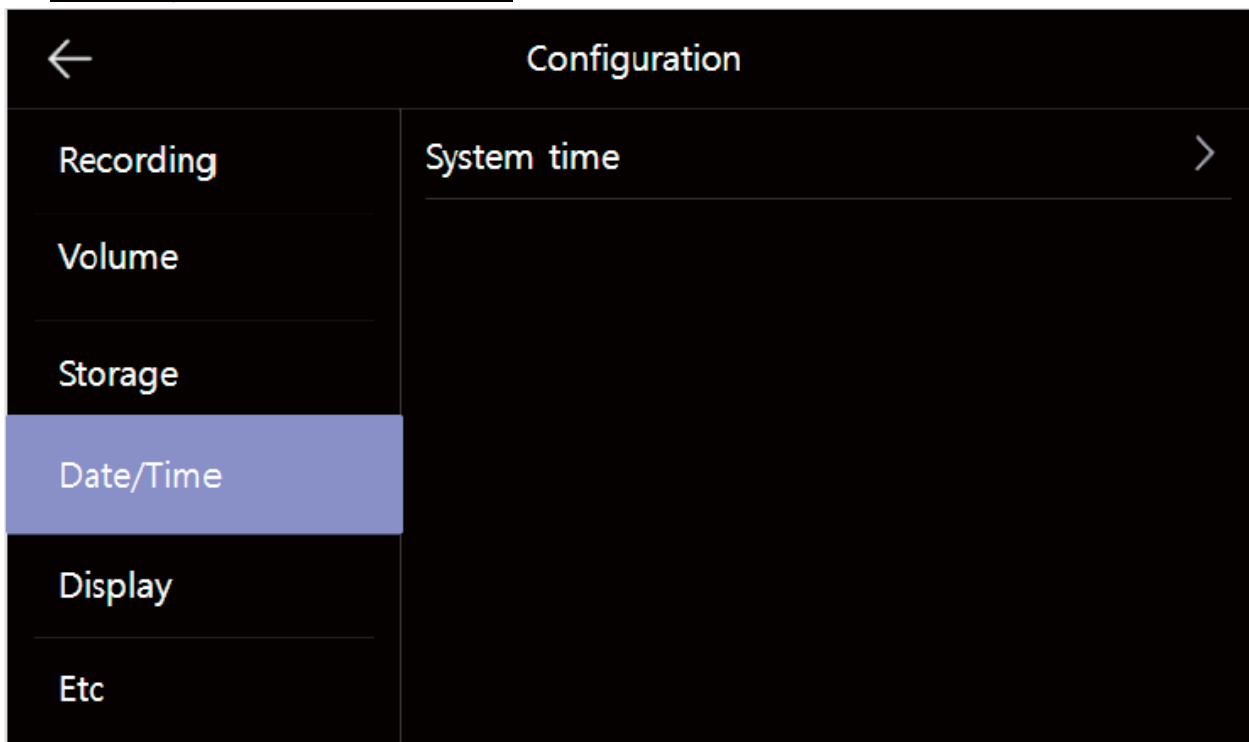 Configuration
Recording
Volume
Storage
Date/Time
Display
Etc
System time